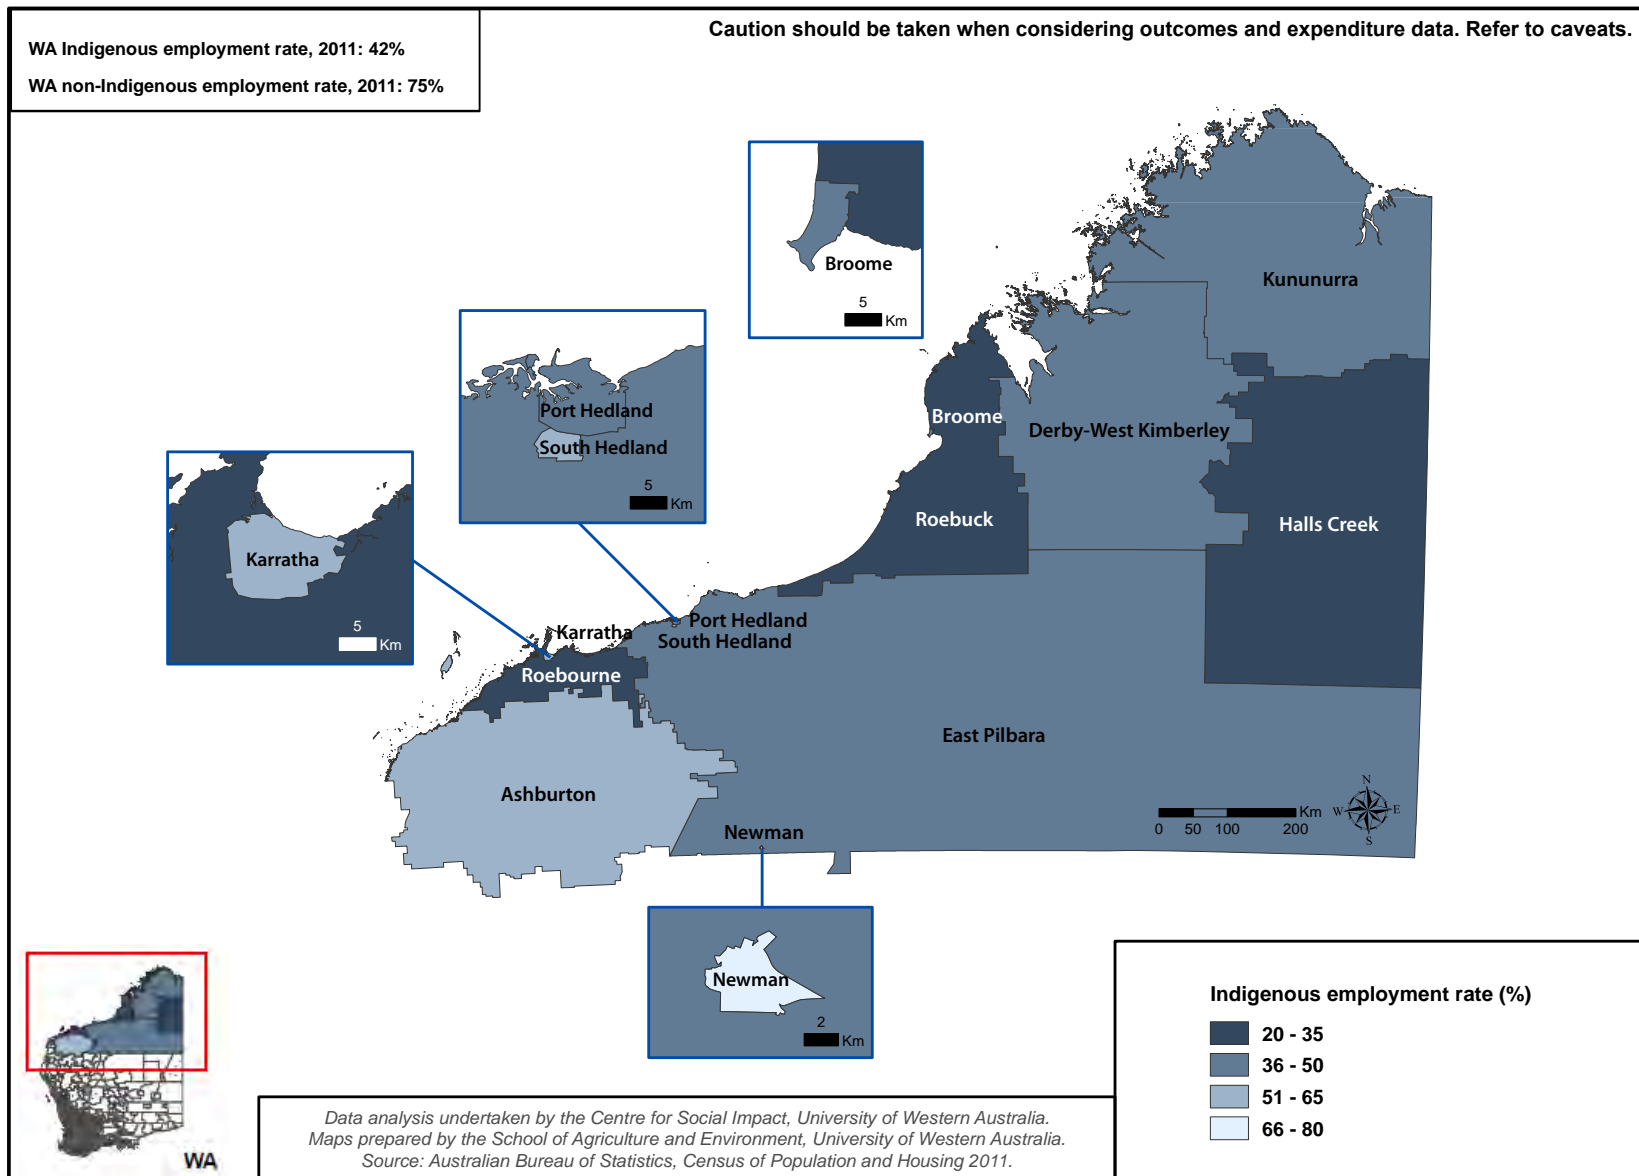 WA Indigenous employment rate, 2011: 42%
WA non-Indigenous employment rate, 2011: 75%
Caution should be taken when considering outcomes and expenditure data. Refer to caveats.
Broome
5
Km
Kununurra
Port Hedland
South Hedland
5
Km
Broome
Derby-West Kimberley
Karratha
5
Km
Roebuck
Halls Creek
Port Hedland
South Hedland
Karratha
Roebourne
East Pilbara
Ashburton
Newman
Km
0 50 100 200
N
W E
S
Newman
2
Km
WA
Indigenous employment rate (%)
20 - 35
36 - 50
51 - 65
66 - 80
Data analysis undertaken by the Centre for Social Impact, University of Western Australia.
Maps prepared by the School of Agriculture and Environment, University of Western Australia.
Source: Australian Bureau of Statistics, Census of Population and Housing 2011.